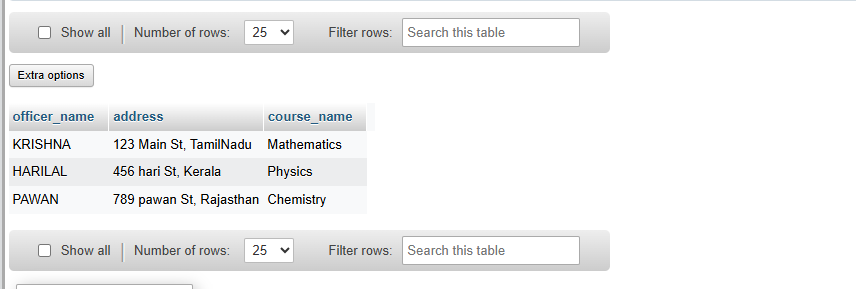 Show all Number of rows: 25 Filter rows: Search this table
Extra options
officer_name address course_name
KRISHNA 123 Main St, TamilNadu Mathematics
HARILAL 456 hari St, Kerala Physics
PAWAN 789 pawan St, Rajasthan Chemistry
Show all Number of rows: 25 Filter rows: Search this table